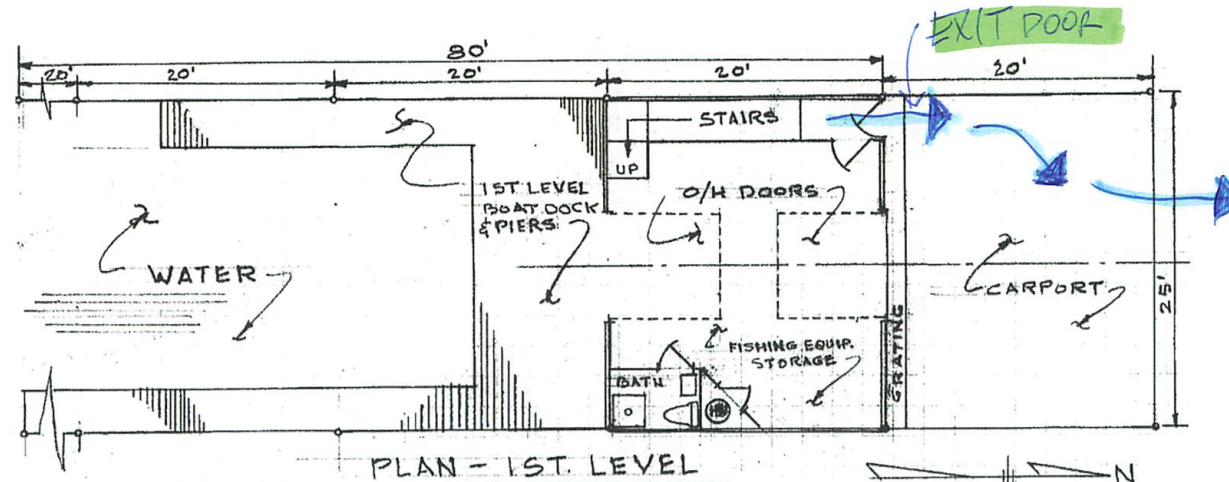 EXIT DOOR
80'
20' 20' 20' 20' 20'
STAIRS
UP
1ST. LEVEL
BOAT DOCK
& PIERS
O/H DOORS
WATER
CARPORT
25'
FISHING EQUIP.
STORAGE
GRATING
BATH
HW
PLAN - 1ST. LEVEL
N